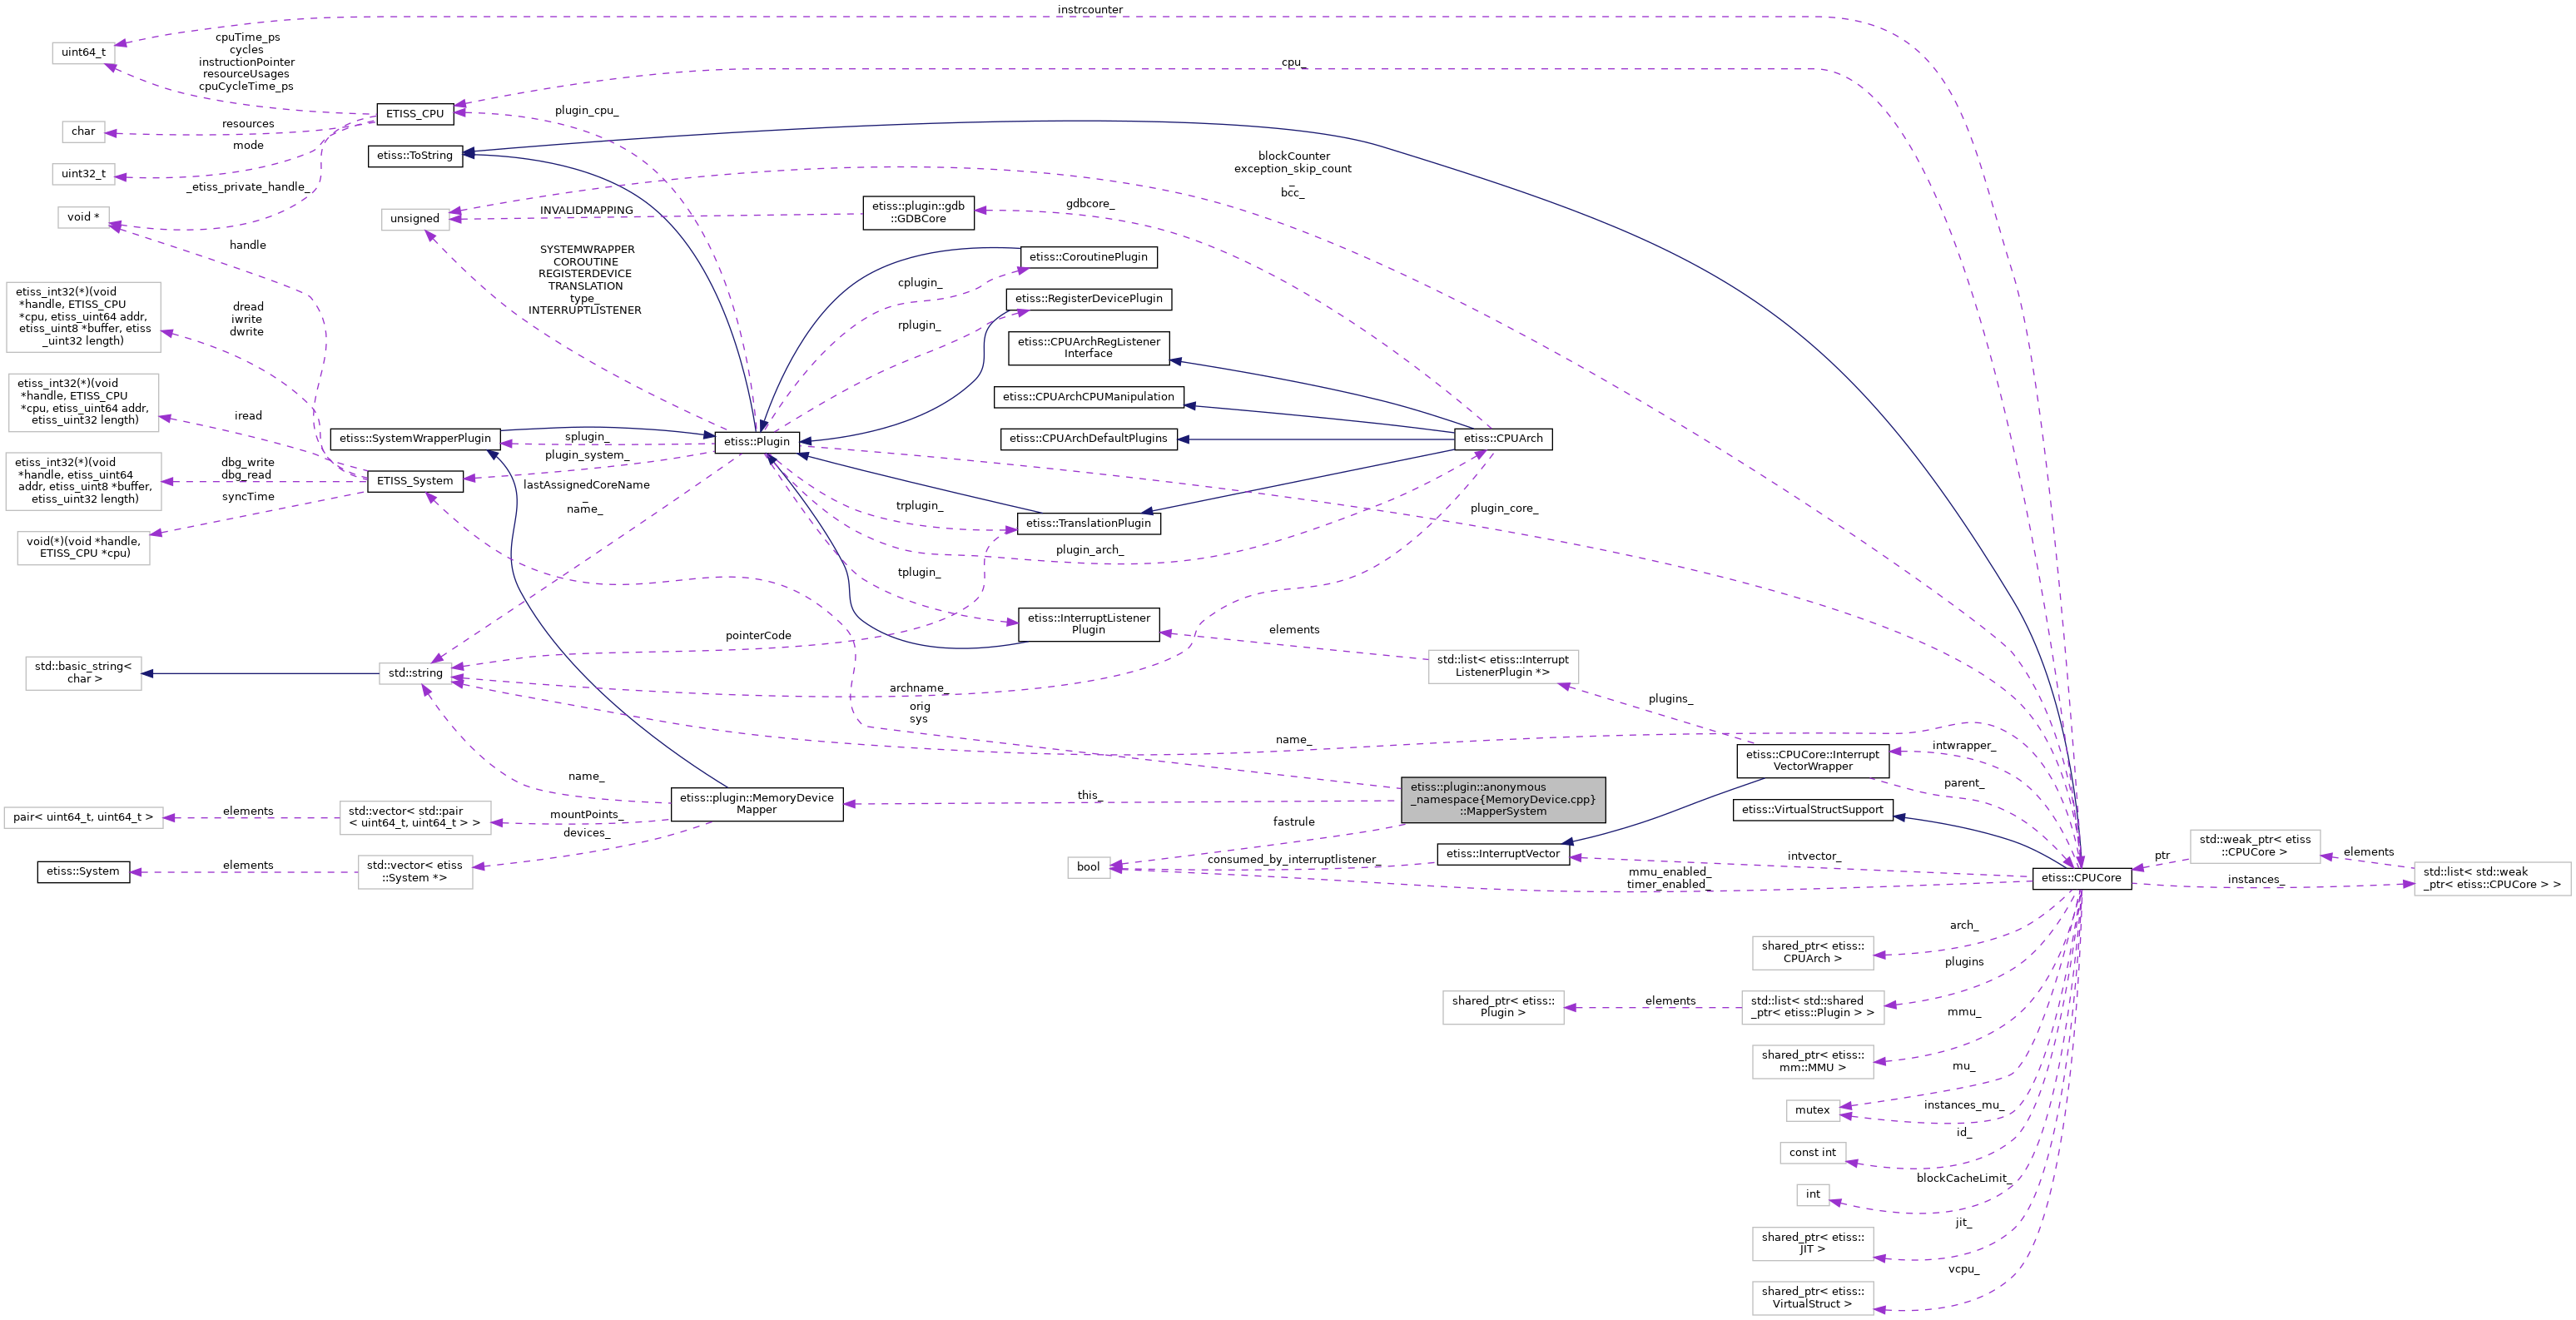 instrcounter
uint64_t
cpuTime_ps
cycles
instructionPointer
resourceUsages
cpuCycleTime_ps
cpu_
ETISS_CPU
plugin_cpu_
char
resources
mode
etiss::ToString
uint32_t
_etiss_private_handle_
void *
unsigned
INVALIDMAPPING
etiss::plugin::gdb
::GDBCore
gdbcore_
blockCounter
exception_skip_count
_
bcc_
handle
SYSTEMWRAPPER
COROUTINE
REGISTERDEVICE
TRANSLATION
type_
INTERRUPTLISTENER
etiss::CoroutinePlugin
cplugin_
etiss::RegisterDevicePlugin
rplugin_
etiss_int32(*)(void
*handle, ETISS_CPU
*cpu, etiss_uint64 addr,
etiss_uint8 *buffer, etiss
_uint32 length)
dread
iwrite
dwrite
etiss::CPUArchRegListener
Interface
etiss::CPUArchCPUManipulation
etiss::CPUArchDefaultPlugins
etiss::CPUArch
etiss_int32(*)(void
*handle, ETISS_CPU
*cpu, etiss_uint64 addr,
etiss_uint32 length)
iread
etiss::SystemWrapperPlugin
splugin_
etiss::Plugin
plugin_system_
etiss_int32(*)(void
*handle, etiss_uint64
addr, etiss_uint8 *buffer,
etiss_uint32 length)
dbg_write
dbg_read
syncTime
ETISS_System
lastAssignedCoreName
_
name_
trplugin_
etiss::TranslationPlugin
plugin_core_
void(*)(void *handle,
ETISS_CPU *cpu)
plugin_arch_
tplugin_
etiss::InterruptListener
Plugin
elements
pointerCode
std::basic_string<
char >
std::string
archname_
std::list< etiss::Interrupt
ListenerPlugin *>
plugins_
orig
sys
name_
etiss::CPUCore::Interrupt
VectorWrapper
intwrapper_
parent_
name_
etiss::plugin::MemoryDevice
Mapper
this_
etiss::plugin::anonymous
_namespace{MemoryDevice.cpp}
::MapperSystem
etiss::VirtualStructSupport
pair< uint64_t, uint64_t >
elements
std::vector< std::pair
< uint64_t, uint64_t > >
mountPoints_
devices_
fastrule
etiss::System
elements
std::vector< etiss
::System *>
bool
consumed_by_interruptlistener_
etiss::InterruptVector
intvector_
mmu_enabled_
timer_enabled_
etiss::CPUCore
ptr
std::weak_ptr< etiss
::CPUCore >
elements
instances_
std::list< std::weak
_ptr< etiss::CPUCore > >
arch_
shared_ptr< etiss::
CPUArch >
plugins
shared_ptr< etiss::
Plugin >
elements
std::list< std::shared
_ptr< etiss::Plugin > >
mmu_
shared_ptr< etiss::
mm::MMU >
mu_
mutex
instances_mu_
id_
const int
blockCacheLimit_
int
jit_
shared_ptr< etiss::
JIT >
vcpu_
shared_ptr< etiss::
VirtualStruct >